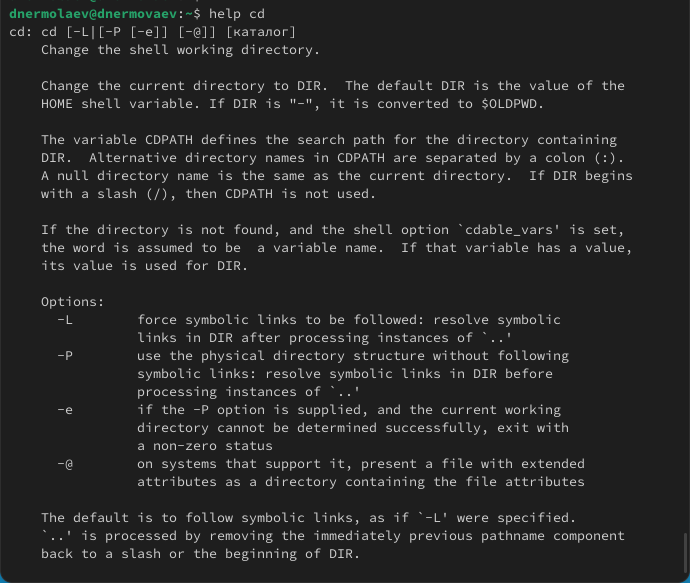 dnermolaev@dnermovaev:~$ help cd
cd: cd [-L|[-P [-e]] [-@]] [каталог]
    Change the shell working directory.

    Change the current directory to DIR.  The default DIR is the value of the
    HOME shell variable. If DIR is "-", it is converted to $OLDPWD.

    The variable CDPATH defines the search path for the directory containing
    DIR.  Alternative directory names in CDPATH are separated by a colon (:).
    A null directory name is the same as the current directory.  If DIR begins
    with a slash (/), then CDPATH is not used.

    If the directory is not found, and the shell option `cdable_vars' is set,
    the word is assumed to be  a variable name.  If that variable has a value,
    its value is used for DIR.

    Options:
      -L        force symbolic links to be followed: resolve symbolic
                links in DIR after processing instances of `..'
      -P        use the physical directory structure without following
                symbolic links: resolve symbolic links in DIR before
                processing instances of `..'
      -e        if the -P option is supplied, and the current working
                directory cannot be determined successfully, exit with
                a non-zero status
      -@        on systems that support it, present a file with extended
                attributes as a directory containing the file attributes

    The default is to follow symbolic links, as if `-L' were specified.
    `..' is processed by removing the immediately previous pathname component
    back to a slash or the beginning of DIR.